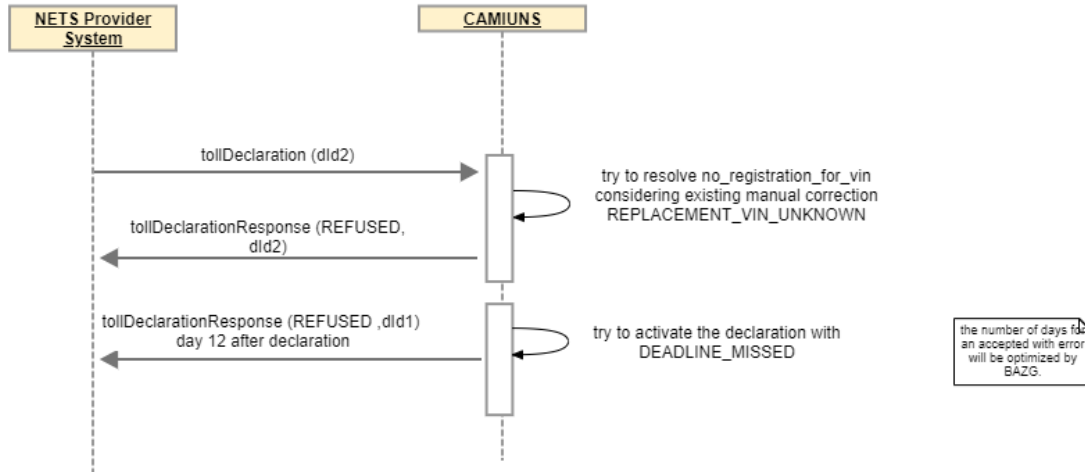 NETS Provider
System
CAMIUNS
tollDeclaration (dId2)
try to resolve no_registration_for_vin
considering existing manual correction
REPLACEMENT_VIN_UNKNOWN
tollDeclarationResponse (REFUSED,
dId2)
tollDeclarationResponse (REFUSED ,dId1)
day 12 after declaration
try to activate the declaration with
DEADLINE_MISSED
the number of days for
an accepted with error
will be optimized by
BAZG.